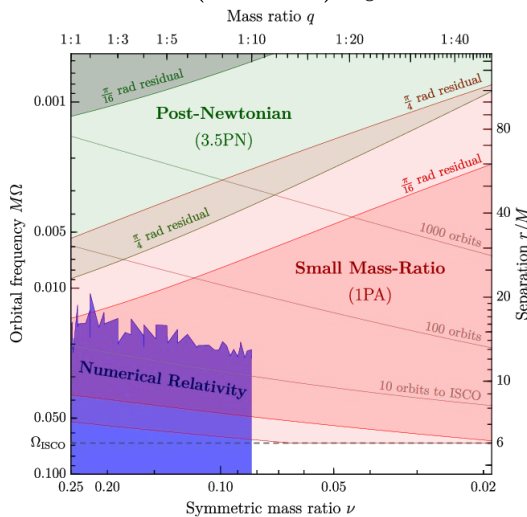 Mass ratio q
1:1 1:3 1:5 1:10 1:20 1:40
π/16 rad residual
Post-Newtonian
(3.5PN)
π/4 rad residual
π/16 rad residual
π/4 rad residual
1000 orbits
Small Mass-Ratio
(1PA)
100 orbits
10 orbits to ISCO
Numerical Relativity
Orbital frequency MΩ
0.001
0.005
0.010
0.050
Ω_ISCO
0.100
Separation r/M
80
40
20
10
6
0.25 0.20 0.10 0.05 0.02
Symmetric mass ratio ν